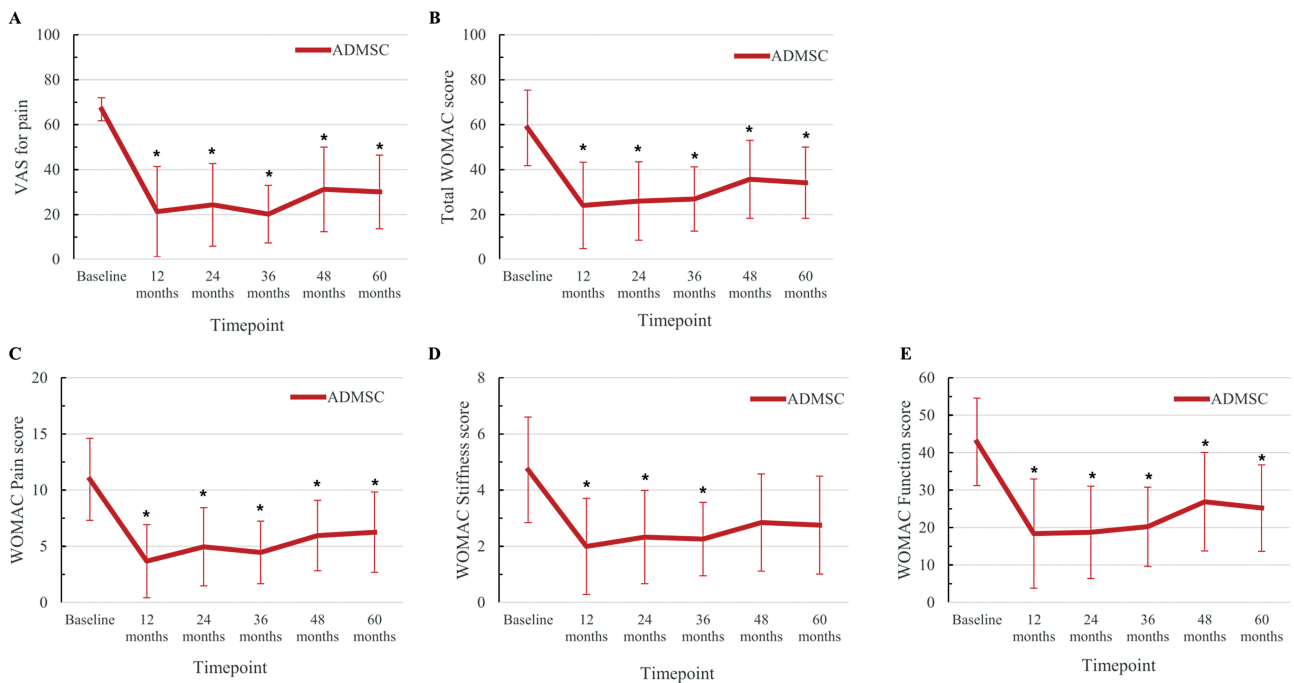 A
VAS for pain
100
80
60
40
20
0
ADMSC
* * * * *
Baseline 12 24 36 48 60
months months months months months
Timepoint
B
Total WOMAC score
100
80
60
40
20
0
ADMSC
* * * * *
Baseline 12 24 36 48 60
months months months months months
Timepoint
C
WOMAC Pain score
20
15
10
5
0
ADMSC
* * * * *
Baseline 12 24 36 48 60
months months months months months
Timepoint
D
WOMAC Stiffness score
8
6
4
2
0
ADMSC
* * *
Baseline 12 24 36 48 60
months months months months months
Timepoint
E
WOMAC Function score
60
50
40
30
20
10
0
ADMSC
* * * * *
Baseline 12 24 36 48 60
months months months months months
Timepoint